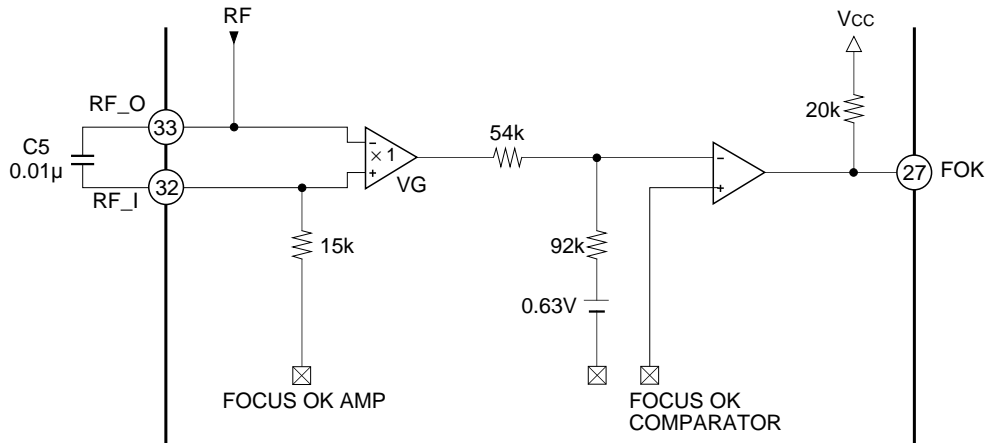 RF
VCC
RF_O
33
20k
C5
0.01µ
54k
−
× 1
+
VG
−
+
27
FOK
32
RF_I
15k
92k
0.63V
FOCUS OK AMP
FOCUS OK
COMPARATOR